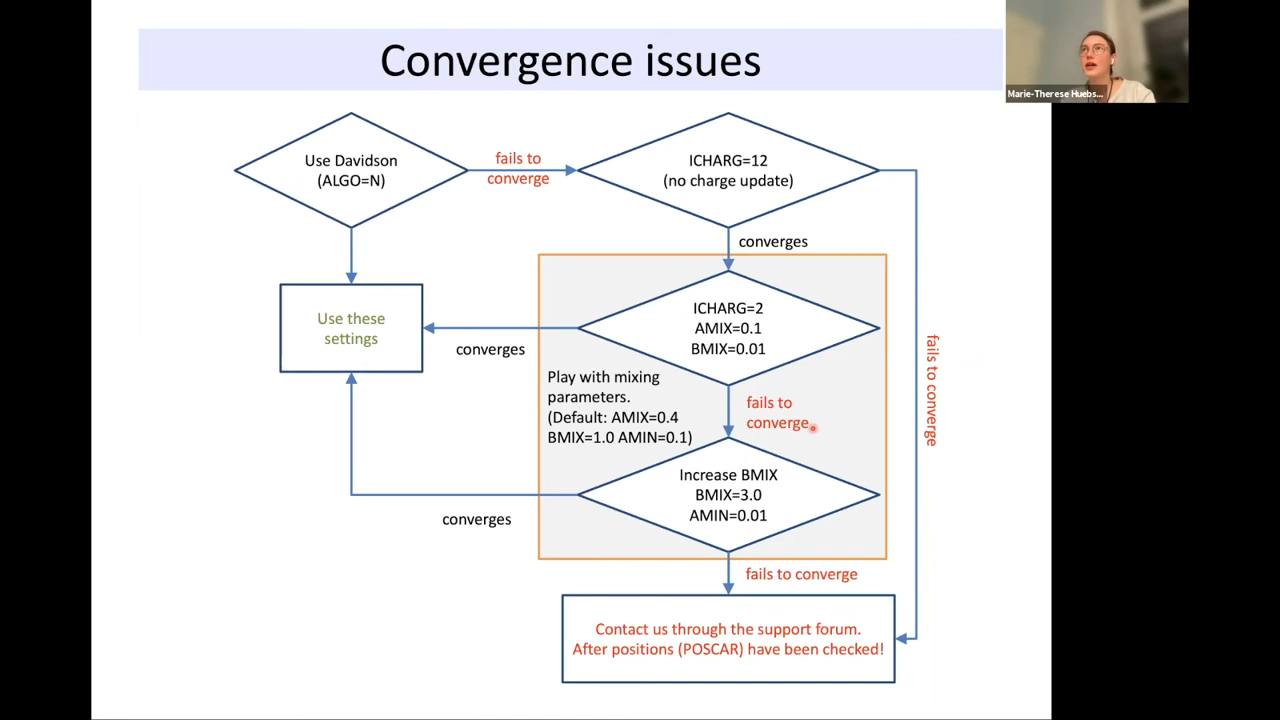 Convergence issues
Marie-Therese Huebs...
Use Davidson
(ALGO=N)
fails to
converge
ICHARG=12
(no charge update)
converges
Use these
settings
converges
ICHARG=2
AMIX=0.1
BMIX=0.01
fails to converge
Play with mixing
parameters.
(Default: AMIX=0.4
BMIX=1.0 AMIN=0.1)
fails to
converge
Increase BMIX
BMIX=3.0
AMIN=0.01
converges
fails to converge
Contact us through the support forum.
After positions (POSCAR) have been checked!